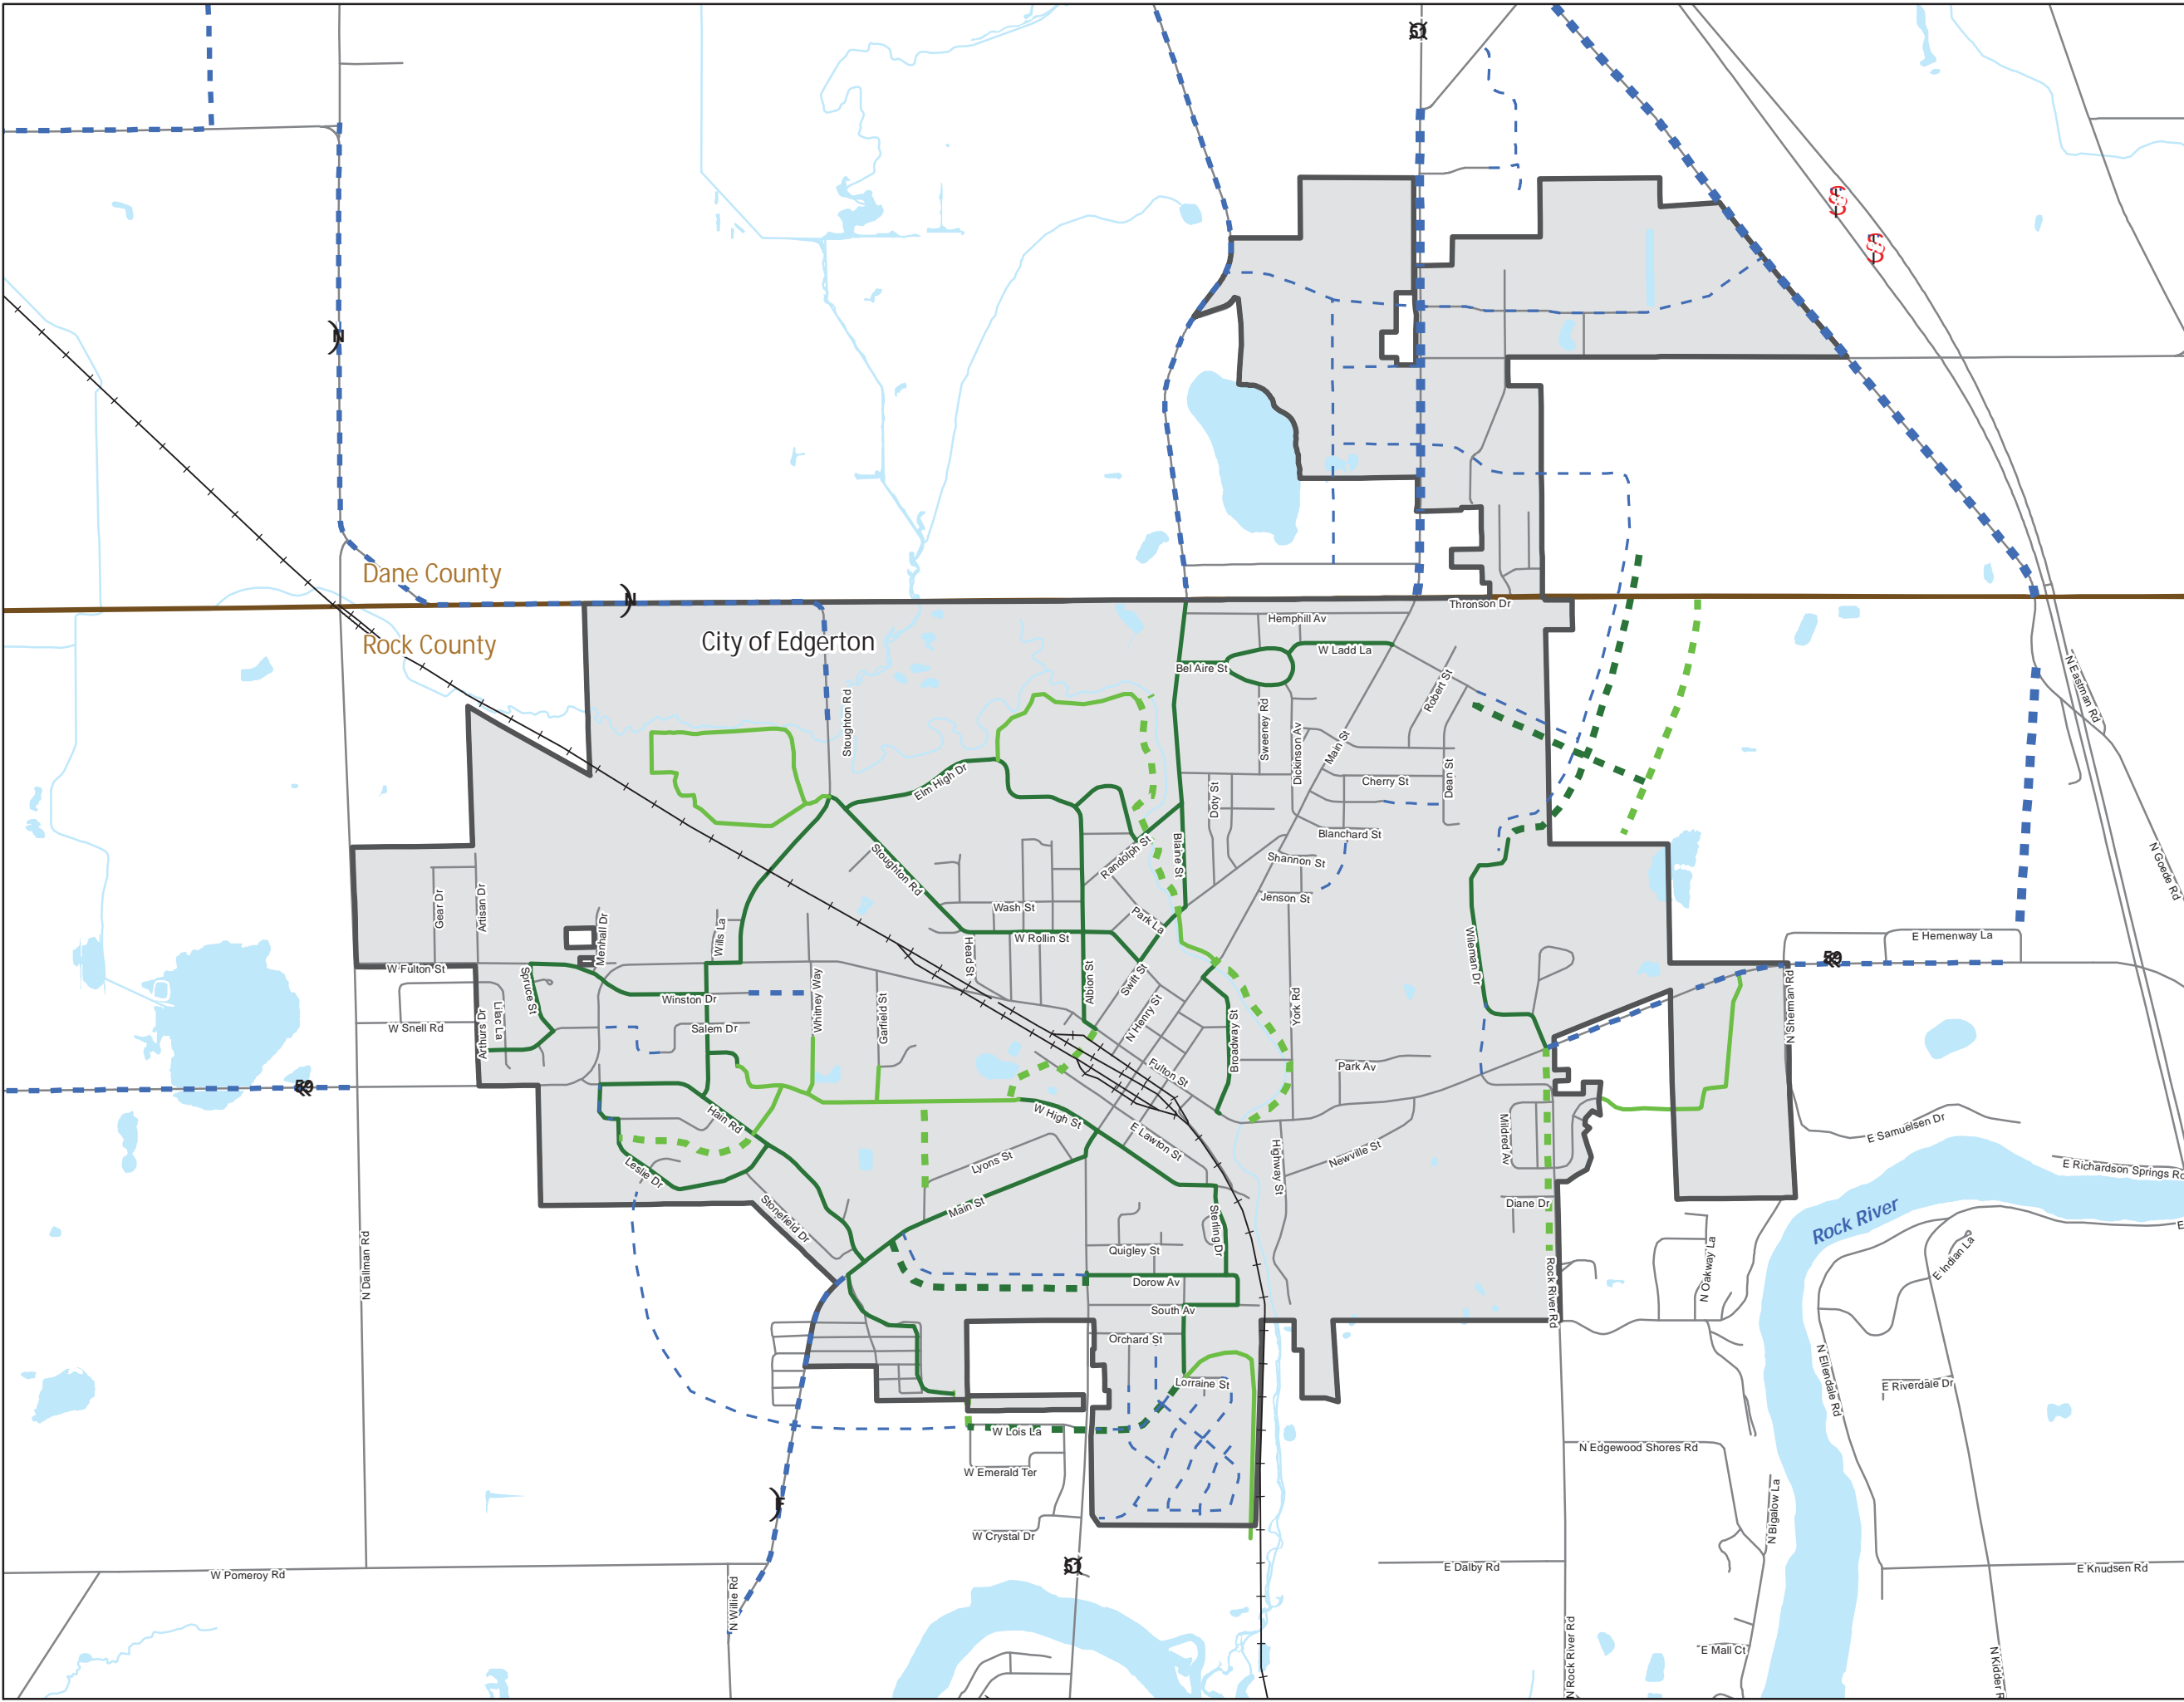 51
N
Dane County
N
Rock County
City of Edgerton
Thronson Dr
Hemphill Av
W Ladd La
Bel Aire St
Robert St
N Eastman Rd
Stoughton Rd
Sweeney Rd
Dickinson Av
Main St
Elm High Dr
Cherry St
Dean St
Doty St
Blanchard St
Blaine St
Randolph St
Shannon St
Stoughton Rd
Jenson St
N Goede Rd
Gear Dr
Artisan Dr
Menhall Dr
Wills La
Wash St
Park La
W Rollin St
Head St
Wileman Dr
E Hemenway La
59
W Fulton St
Spruce St
Winston Dr
Whitney Way
Garfield St
Albion St
Swift St
N Henry St
York Rd
N Sherman Rd
W Snell Rd
Arthurs Dr
Lilac La
Salem Dr
Broadway St
Fulton St
Park Av
59
Hain Rd
W High St
E Lawton St
Mildred Av
E Samuelsen Dr
Newville St
Highway St
Lyons St
Leslie Dr
E Richardson Springs Rd
Main St
Stonefield Dr
Sterling Dr
Diane Dr
Rock River
N Dallman Rd
Quigley St
Dorow Av
Rock River Rd
N Oakway La
E Indian La
South Av
Orchard St
Lorraine St
N Ellendale Rd
E Riverdale Dr
W Lois La
N Edgewood Shores Rd
W Emerald Ter
F
N Bigalow La
W Crystal Dr
51
W Pomeroy Rd
N Willie Rd
E Dalby Rd
E Knudsen Rd
N Rock River Rd
E Mall Ct
N Kidder R